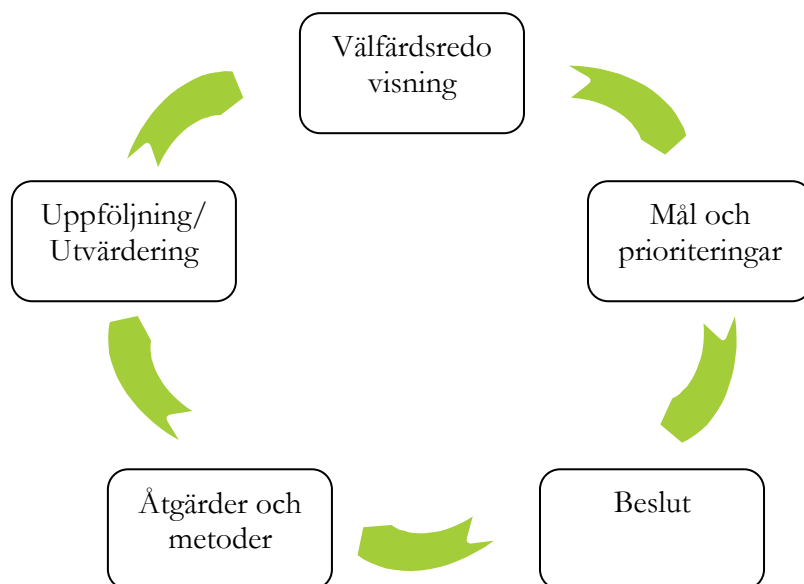 Välfärdsredo
visning
Mål och
prioriteringar
Beslut
Åtgärder och
metoder
Uppföljning/
Utvärdering